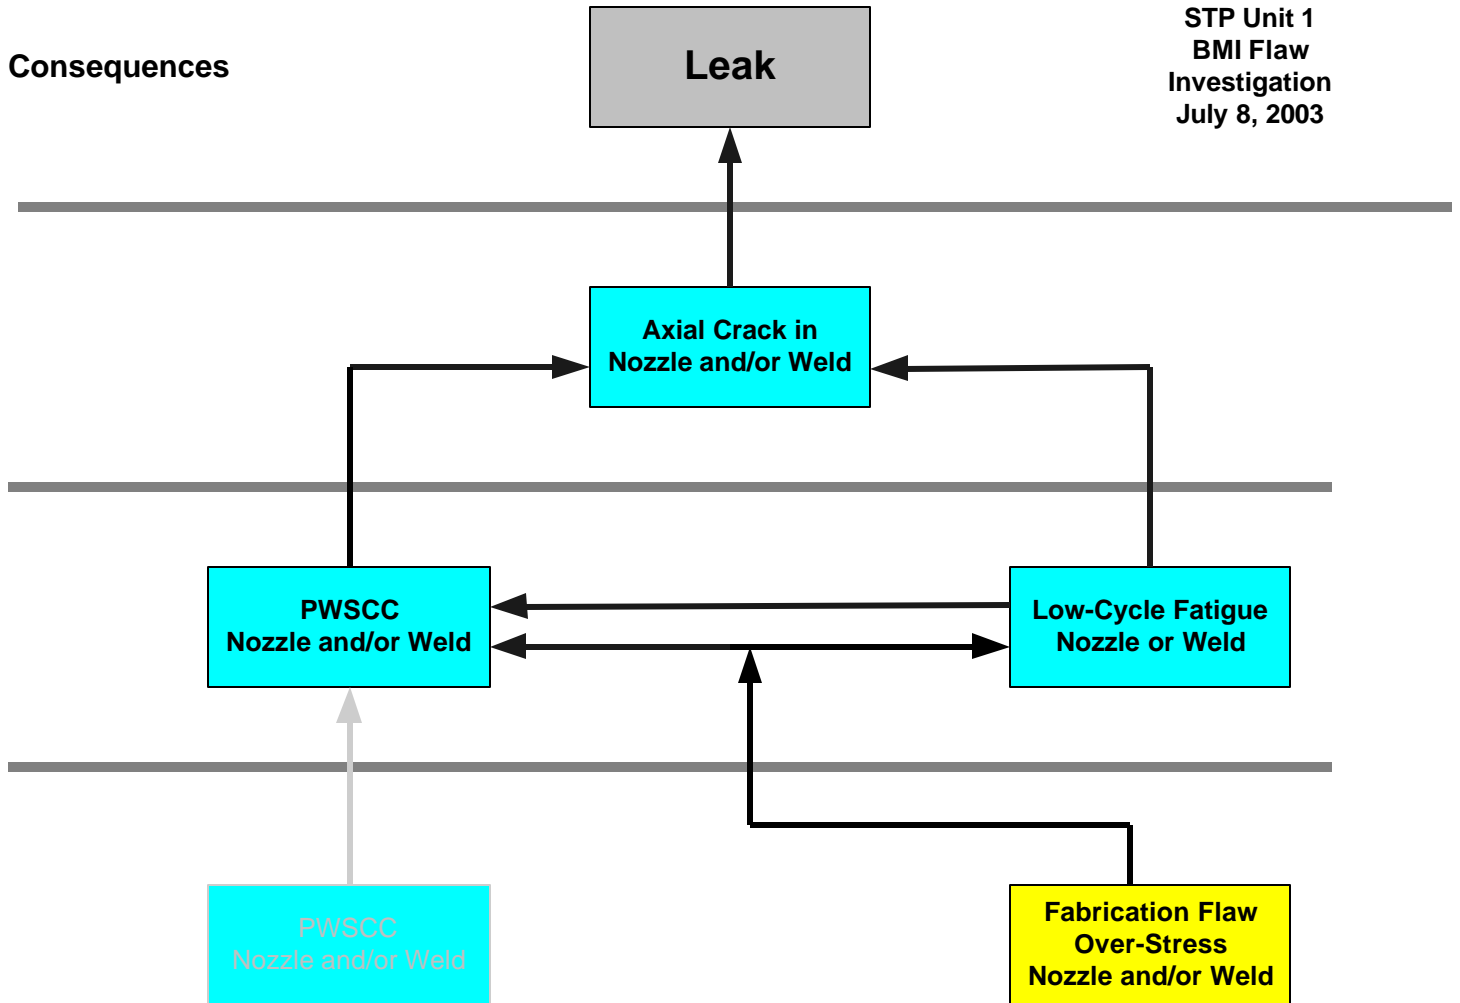 STP Unit 1
BMI Flaw
Investigation
July 8, 2003
Consequences
Leak
Axial Crack in
Nozzle and/or Weld
PWSCC
Nozzle and/or Weld
Low-Cycle Fatigue
Nozzle or Weld
PWSCC
Nozzle and/or Weld
Fabrication Flaw
Over-Stress
Nozzle and/or Weld